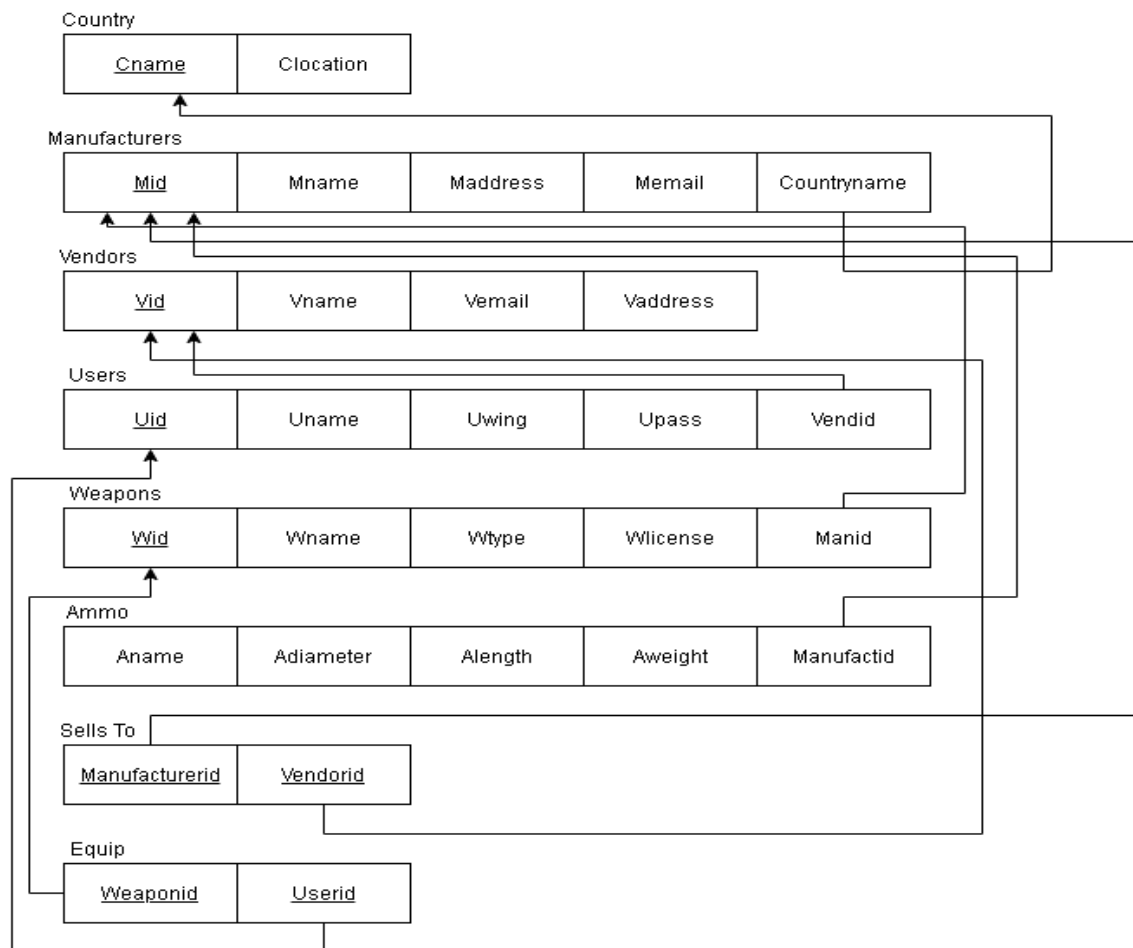 Country
Cname Clocation
Manufacturers
Mid Mname Maddress Memail Countryname
Vendors
Vid Vname Vemail Vaddress
Users
Uid Uname Uwing Upass Vendid
Weapons
Wid Wname Wtype Wlicense Manid
Ammo
Aname Adiameter Alength Aweight Manufactid
Sells To
Manufacturerid Vendorid
Equip
Weaponid Userid